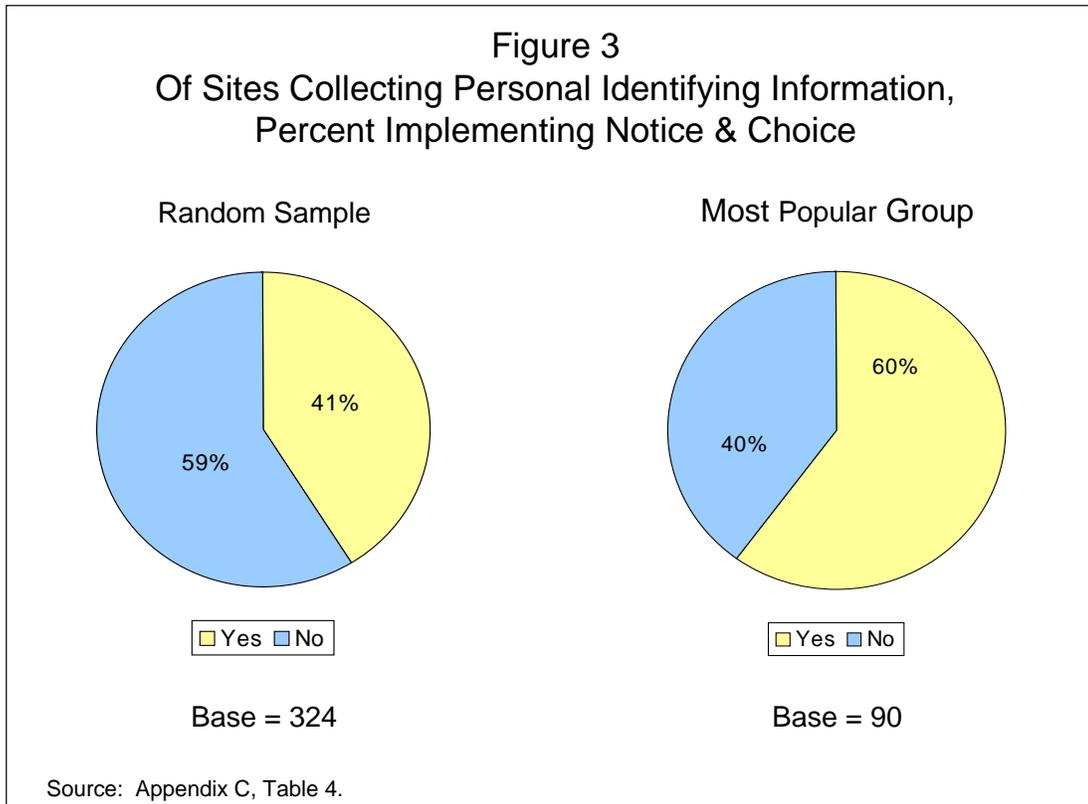 Figure 3
Of Sites Collecting Personal Identifying Information,
Percent Implementing Notice & Choice
Random Sample
41%
59%
Yes No
Base = 324
Most Popular Group
60%
40%
Yes No
Base = 90
Source: Appendix C, Table 4.